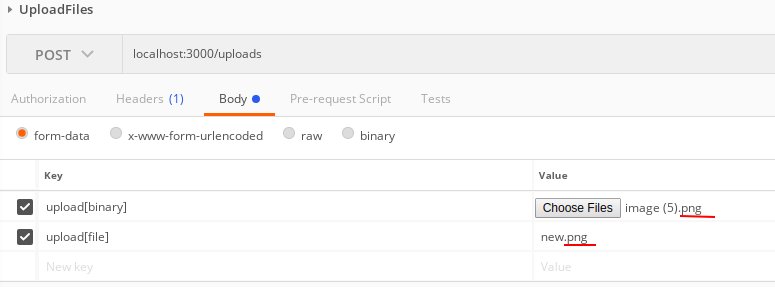 UploadFiles
POST localhost:3000/uploads
Authorization Headers (1) Body Pre-request Script Tests
form-data x-www-form-urlencoded raw binary
Key Value
upload[binary] Choose Files image (5).png
upload[file] new.png
New key Value